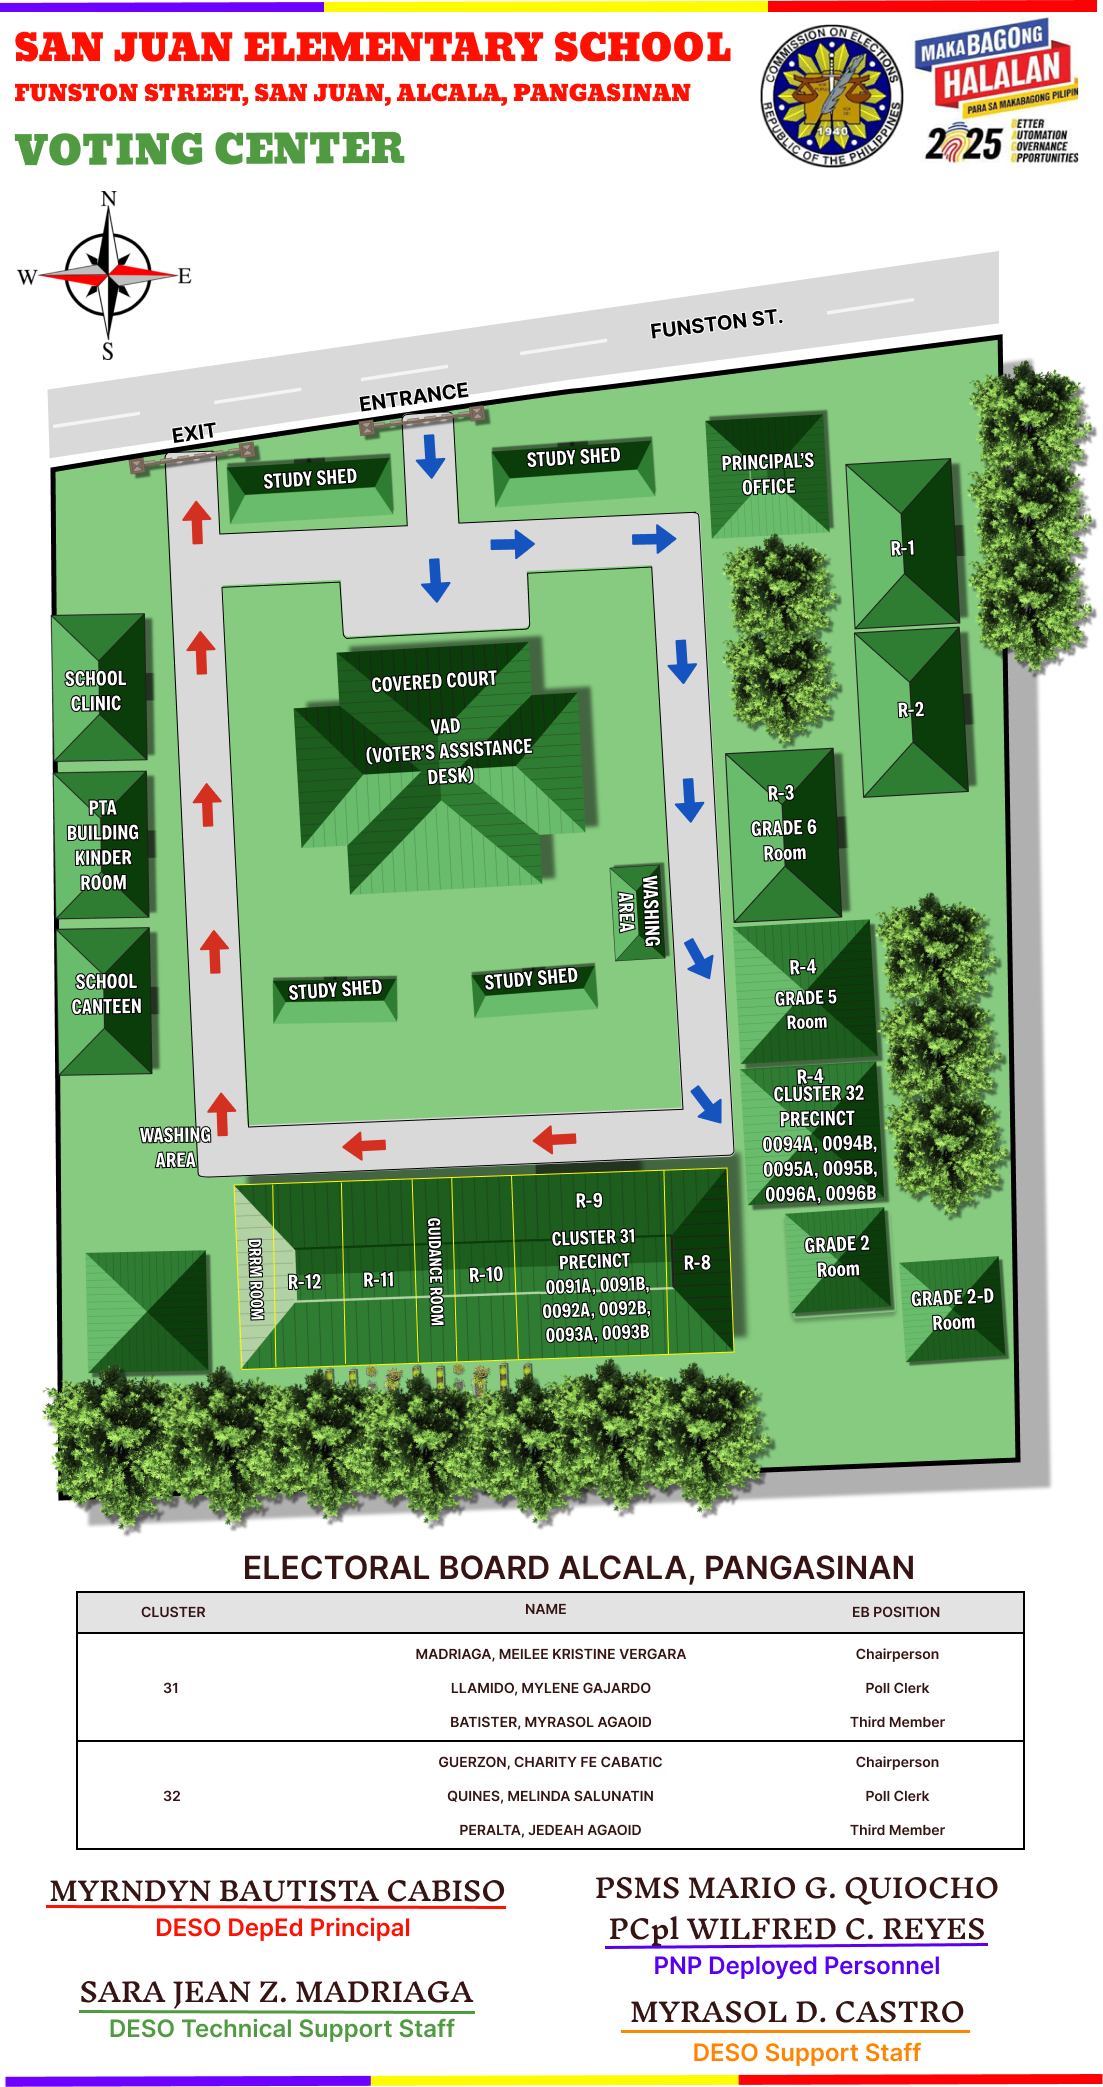 SAN JUAN ELEMENTARY SCHOOL
FUNSTON STREET, SAN JUAN, ALCALA, PANGASINAN
VOTING CENTER
COMMISSION ON ELECTIONS
REPUBLIC OF THE PHILIPPINES
1940
MAKABAGONG
HALALAN
PARA SA MAKABAGONG PILIPIN
2025
BETTER
AUTOMATION
GOVERNANCE
OPPORTUNITIES
N
W
E
S
FUNSTON ST.
ENTRANCE
EXIT
STUDY SHED
STUDY SHED
PRINCIPAL'S
OFFICE
R-1
R-2
SCHOOL
CLINIC
COVERED COURT
VAD
(VOTER'S ASSISTANCE
DESK)
R-3
GRADE 6
Room
PTA
BUILDING
KINDER
ROOM
WASHING
AREA
SCHOOL
CANTEEN
STUDY SHED
STUDY SHED
R-4
GRADE 5
Room
R-4
CLUSTER 32
PRECINCT
0094A, 0094B,
0095A, 0095B,
0096A, 0096B
WASHING
AREA
DRRM ROOM
R-12
R-11
GUIDANCE ROOM
R-10
R-9
CLUSTER 31
PRECINCT
0091A, 0091B,
0092A, 0092B,
0093A, 0093B
R-8
GRADE 2
Room
GRADE 2-D
Room
ELECTORAL BOARD ALCALA, PANGASINAN
CLUSTER NAME EB POSITION
MADRIAGA, MEILEE KRISTINE VERGARA Chairperson
31 LLAMIDO, MYLENE GAJARDO Poll Clerk
BATISTER, MYRASOL AGAOID Third Member
GUERZON, CHARITY FE CABATIC Chairperson
32 QUINES, MELINDA SALUNATIN Poll Clerk
PERALTA, JEDEAH AGAOID Third Member
MYRNDYN BAUTISTA CABISO
DESO DepEd Principal
PSMS MARIO G. QUIOCHO
PCpl WILFRED C. REYES
PNP Deployed Personnel
SARA JEAN Z. MADRIAGA
DESO Technical Support Staff
MYRASOL D. CASTRO
DESO Support Staff